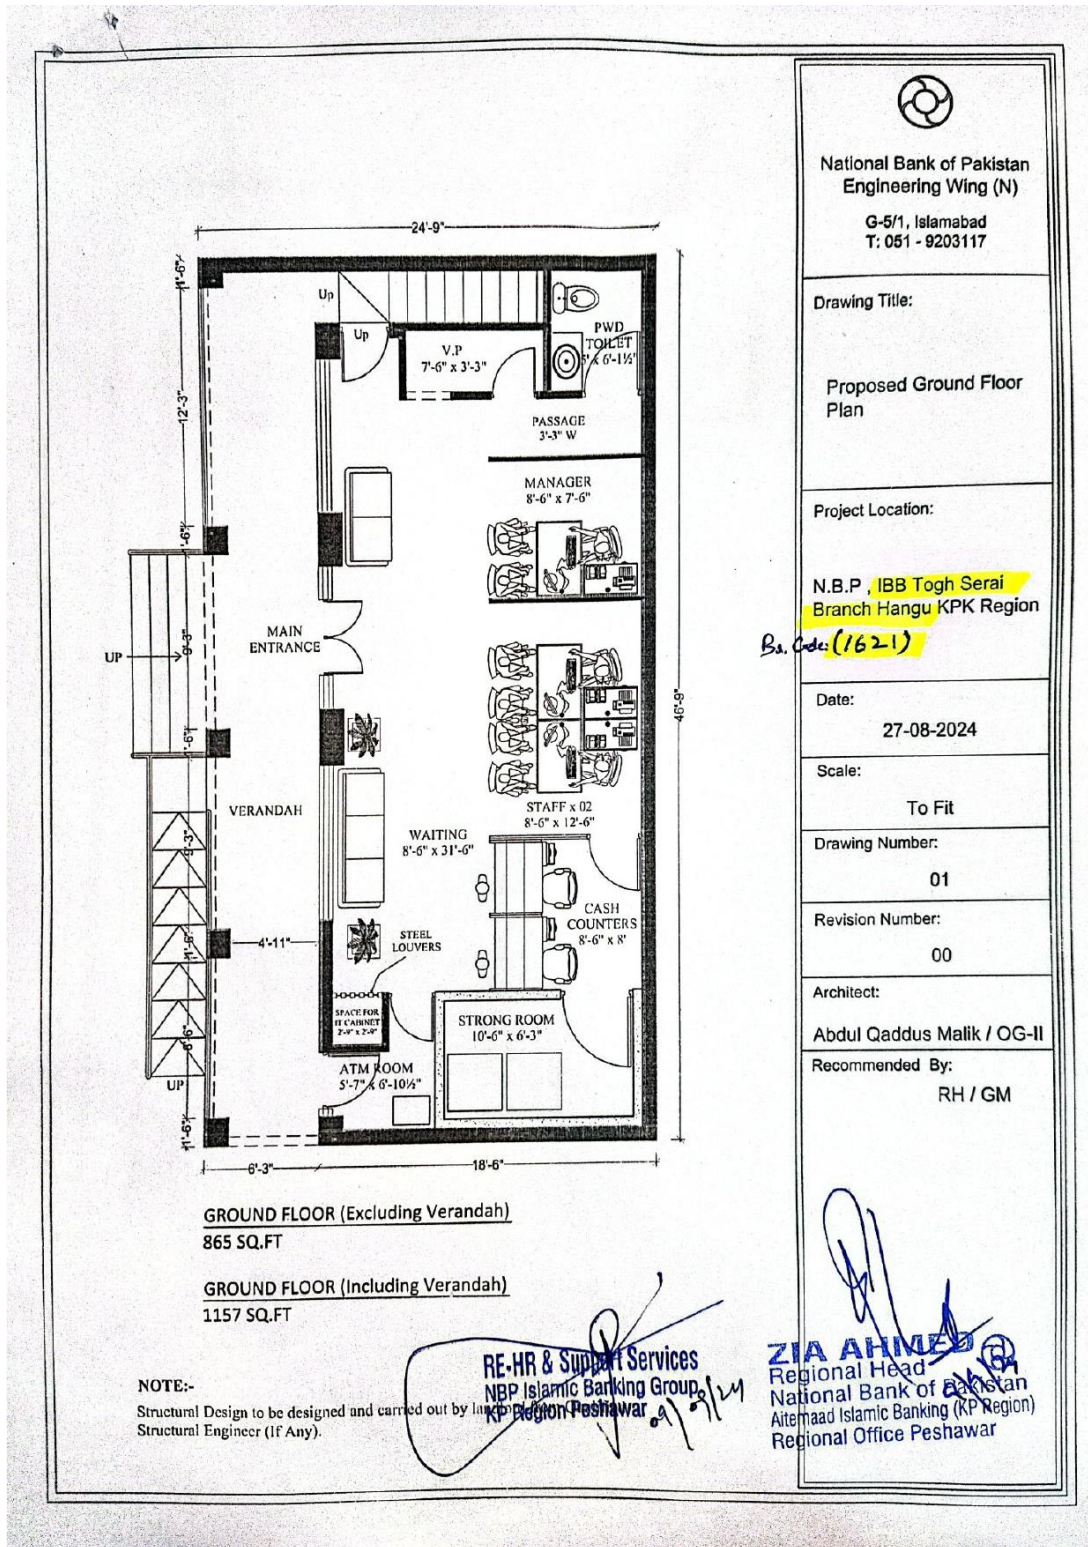 National Bank of Pakistan
Engineering Wing (N)
G-5/1, Islamabad
T: 051 - 9203117
Drawing Title:
Proposed Ground Floor
Plan
Project Location:
N.B.P , IBB Togh Serai
Branch Hangu KPK Region
Br. Code: (1621)
Date:
27-08-2024
Scale:
To Fit
Drawing Number:
01
Revision Number:
00
Architect:
Abdul Qaddus Malik / OG-II
Recommended By:
RH / GM
24'-9"
1'-6"
12'-3"
1'-6"
9'-3"
1'-6"
9'-3"
1'-6"
6'-6"
1'-6"
46'-9"
Up
Up
V.P
7'-6" x 3'-3"
PWD
TOILET
5' x 6'-1½"
PASSAGE
3'-3" W
MANAGER
8'-6" x 7'-6"
MAIN
ENTRANCE
UP
VERANDAH
STAFF x 02
8'-6" x 12'-6"
WAITING
8'-6" x 31'-6"
CASH
COUNTERS
8'-6" x 8'
STEEL
LOUVERS
4'-11"
SPACE FOR
IT CABINET
2'-9" x 2'-9"
STRONG ROOM
10'-6" x 6'-3"
ATM ROOM
5'-7" x 6'-10½"
UP
6'-3"
18'-6"
GROUND FLOOR (Excluding Verandah)
865 SQ.FT
GROUND FLOOR (Including Verandah)
1157 SQ.FT
NOTE:-
Structural Design to be designed and carried out by
Structural Engineer (If Any).
RE-HR & Support Services
NBP Islamic Banking Group
KP Region Peshawar
09/9/24
ZIA AHMED
Regional Head
National Bank of Pakistan
Aitemaad Islamic Banking (KP Region)
Regional Office Peshawar